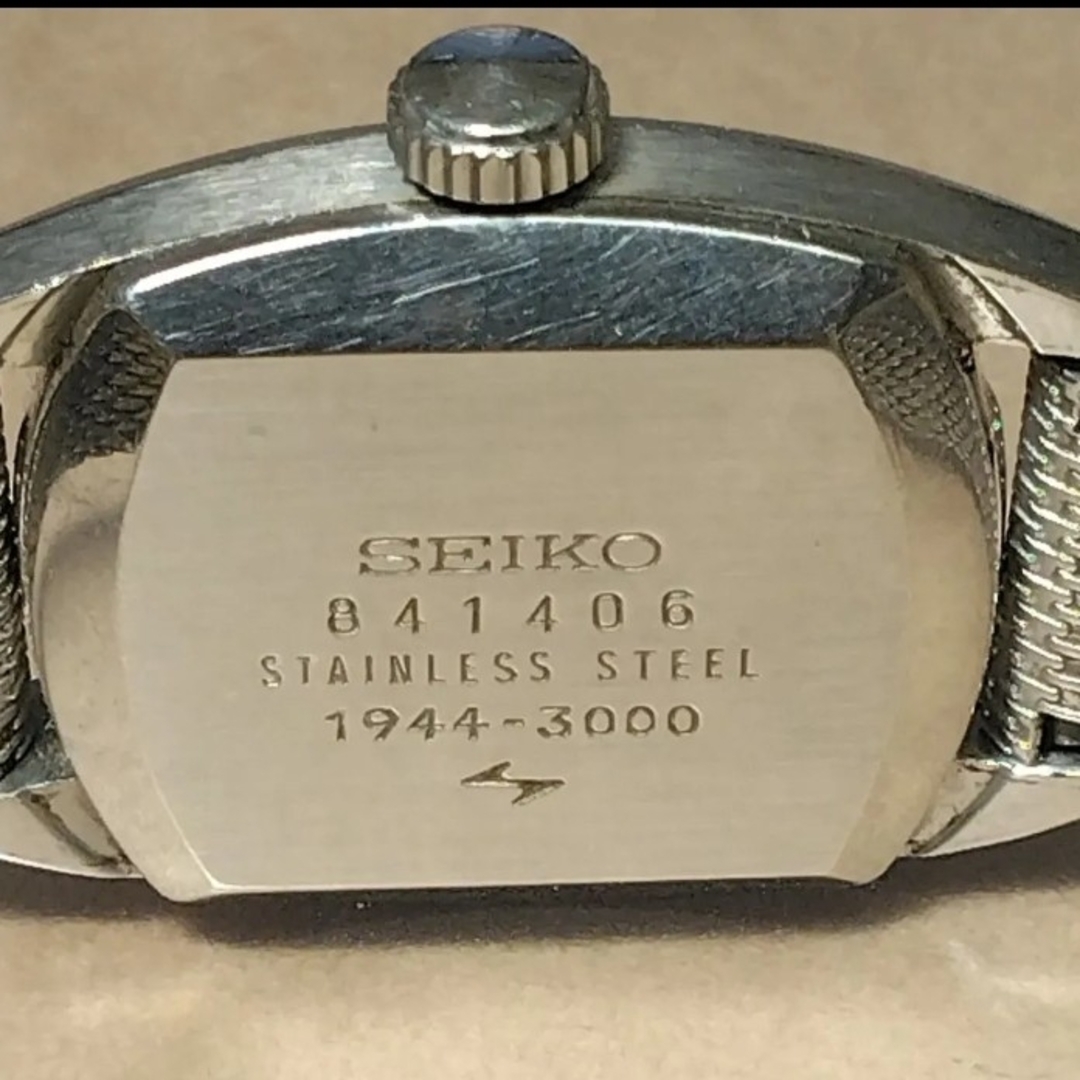 SEIKO
841406
STAINLESS STEEL
1944-3000